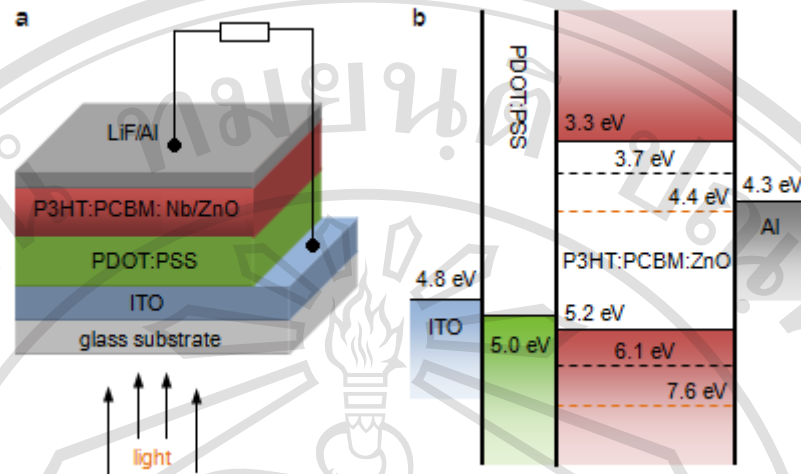 a
LiF/Al
P3HT:PCBM: Nb/ZnO
PDOT:PSS
ITO
glass substrate
light
b
PDOT:PSS
3.3 eV
3.7 eV
4.4 eV
4.3 eV
Al
P3HT:PCBM:ZnO
4.8 eV
ITO
5.2 eV
5.0 eV
6.1 eV
7.6 eV